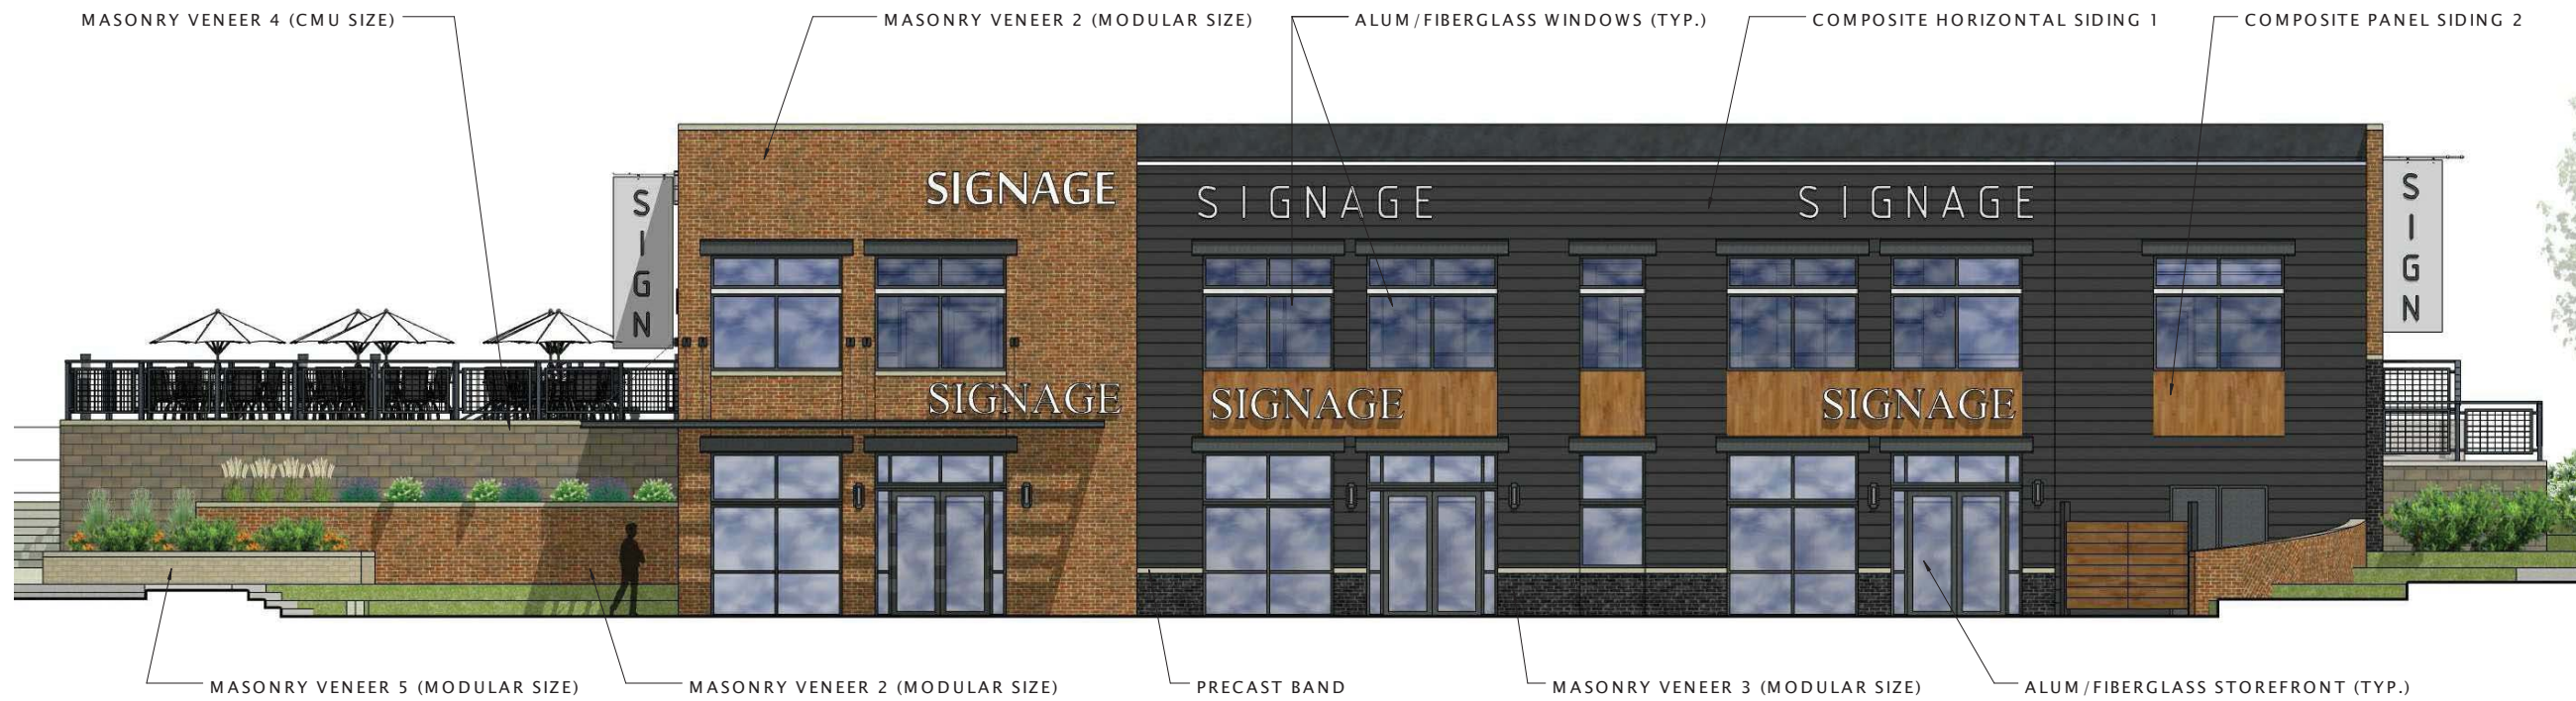 MASONRY VENEER 4 (CMU SIZE)
MASONRY VENEER 2 (MODULAR SIZE)
ALUM/FIBERGLASS WINDOWS (TYP.)
COMPOSITE HORIZONTAL SIDING 1
COMPOSITE PANEL SIDING 2
SIGN
SIGNAGE
SIGNAGE
SIGNAGE
SIGN
SIGNAGE
SIGNAGE
SIGNAGE
MASONRY VENEER 5 (MODULAR SIZE)
MASONRY VENEER 2 (MODULAR SIZE)
PRECAST BAND
MASONRY VENEER 3 (MODULAR SIZE)
ALUM/FIBERGLASS STOREFRONT (TYP.)